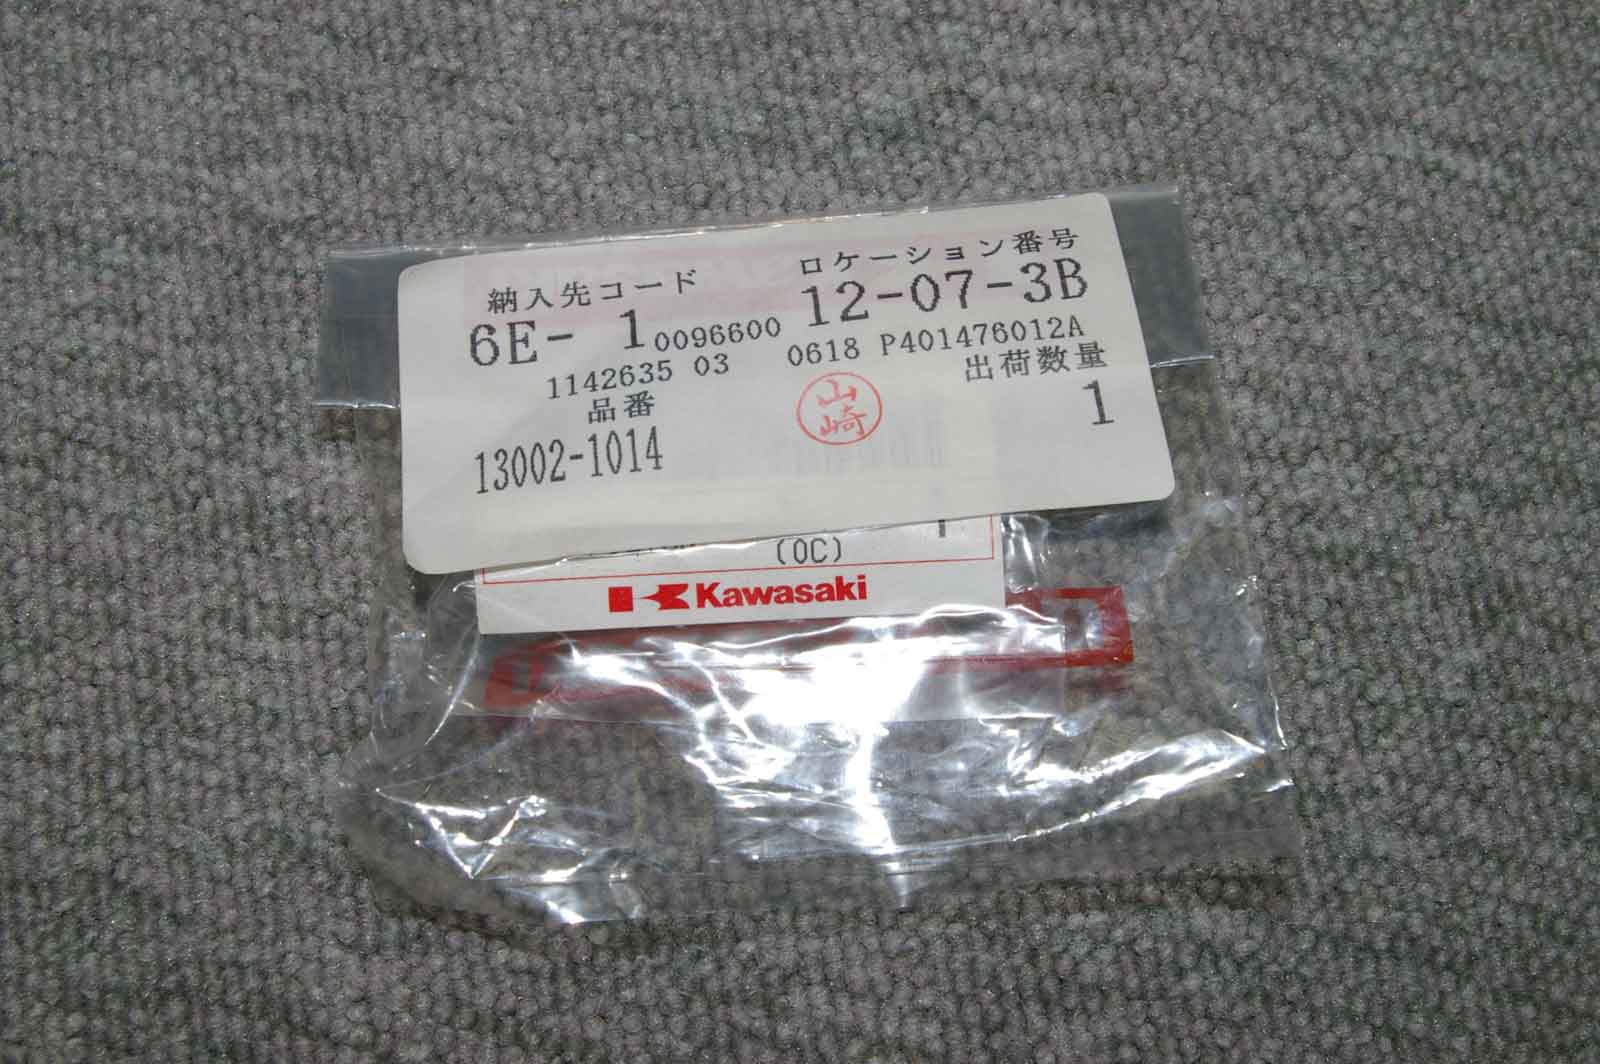 納入先コード ロケーション番号
6E- 1 0096600 12-07-3B
1142635 03 0618 P401476012A
品番 出荷数量
13002-1014 1
山崎
(OC)
Kawasaki